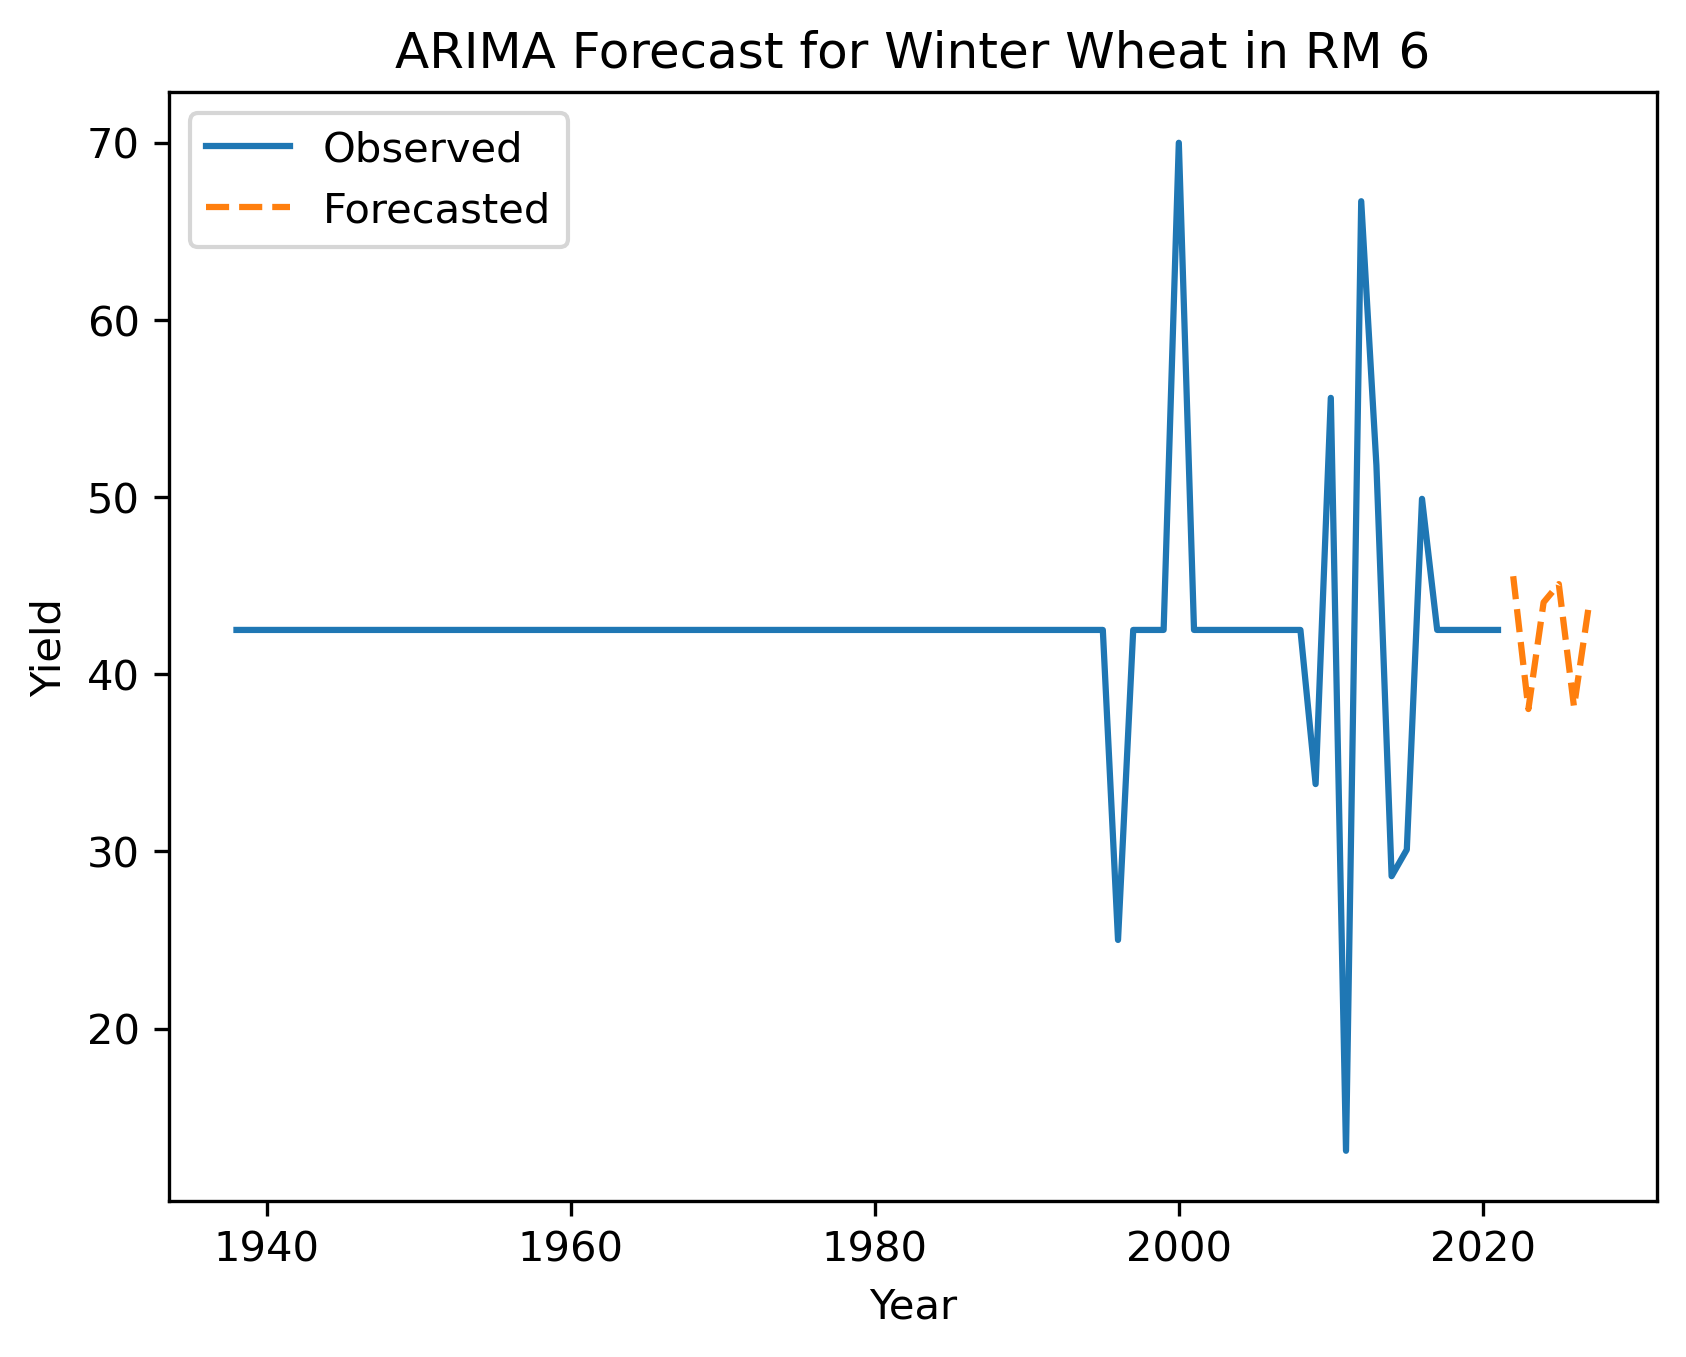 ARIMA Forecast for Winter Wheat in RM 6
Observed
Forecasted
70
60
50
40
30
20
Yield
1940 1960 1980 2000 2020
Year